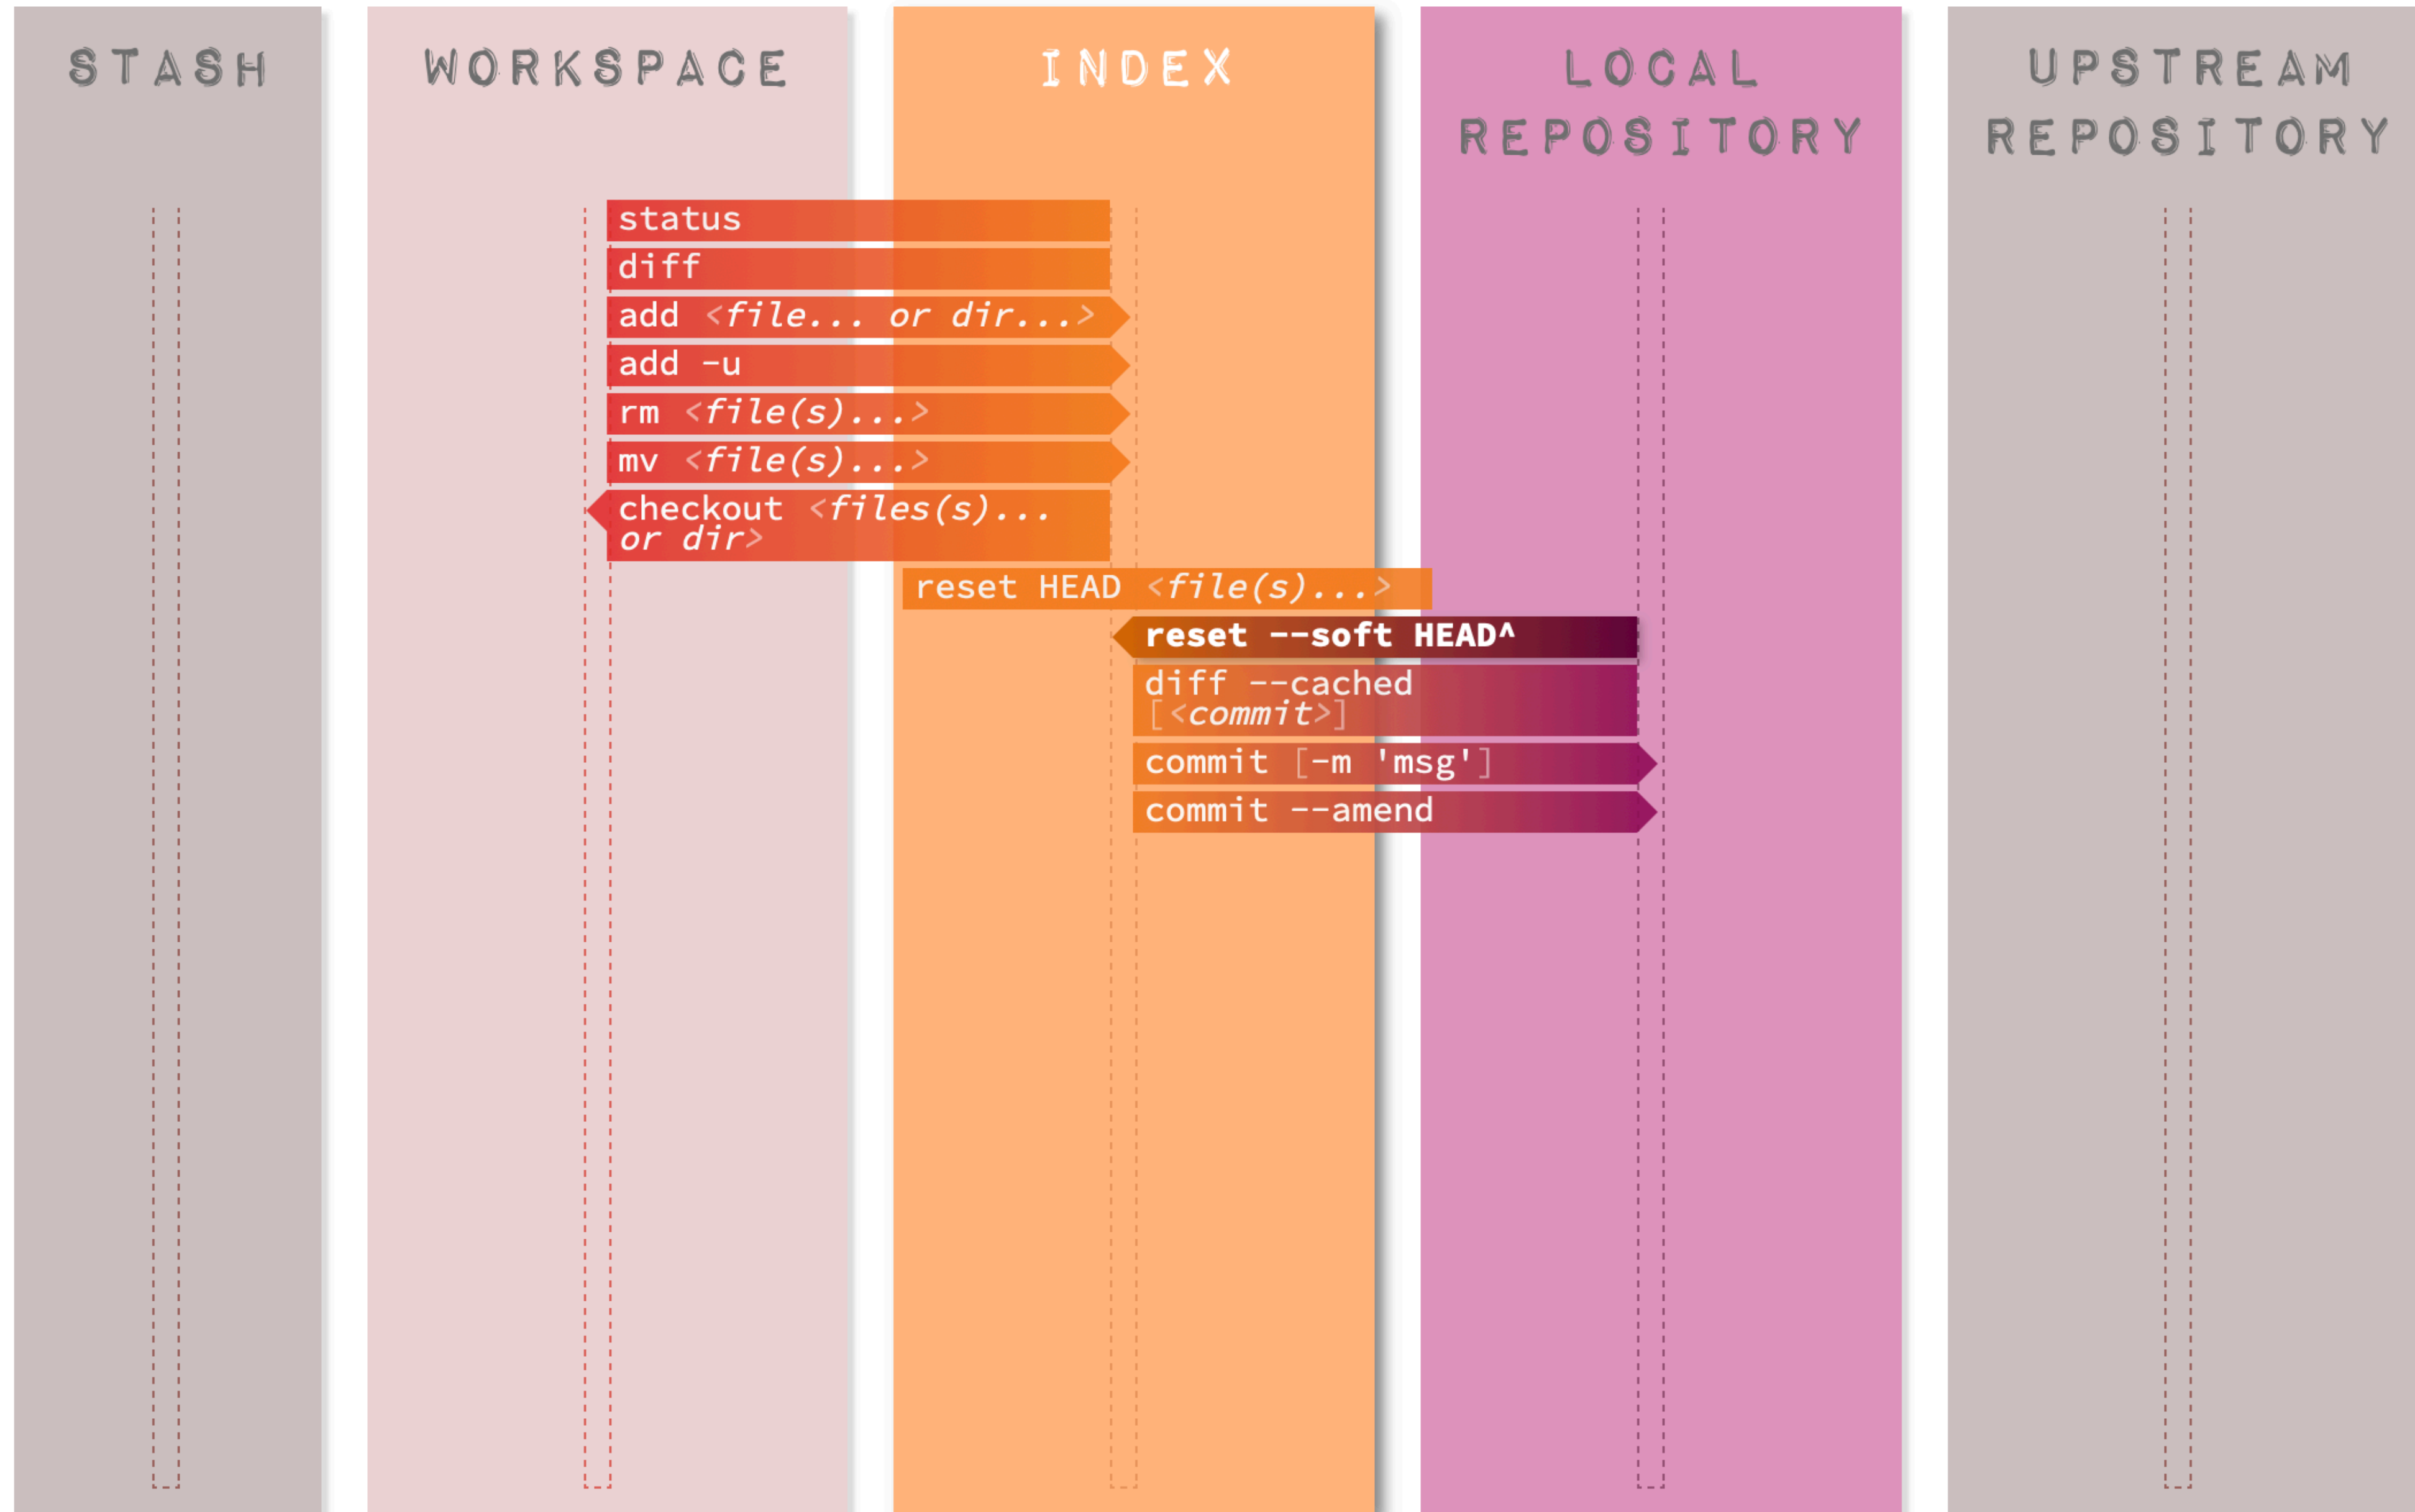 STASH
WORKSPACE
INDEX
LOCAL
REPOSITORY
UPSTREAM
REPOSITORY
status
diff
add <file... or dir...>
add -u
rm <file(s)...>
mv <file(s)...>
checkout <files(s)...
or dir>
reset HEAD <file(s)...>
reset --soft HEAD^
diff --cached
[<commit>]
commit [-m 'msg']
commit --amend